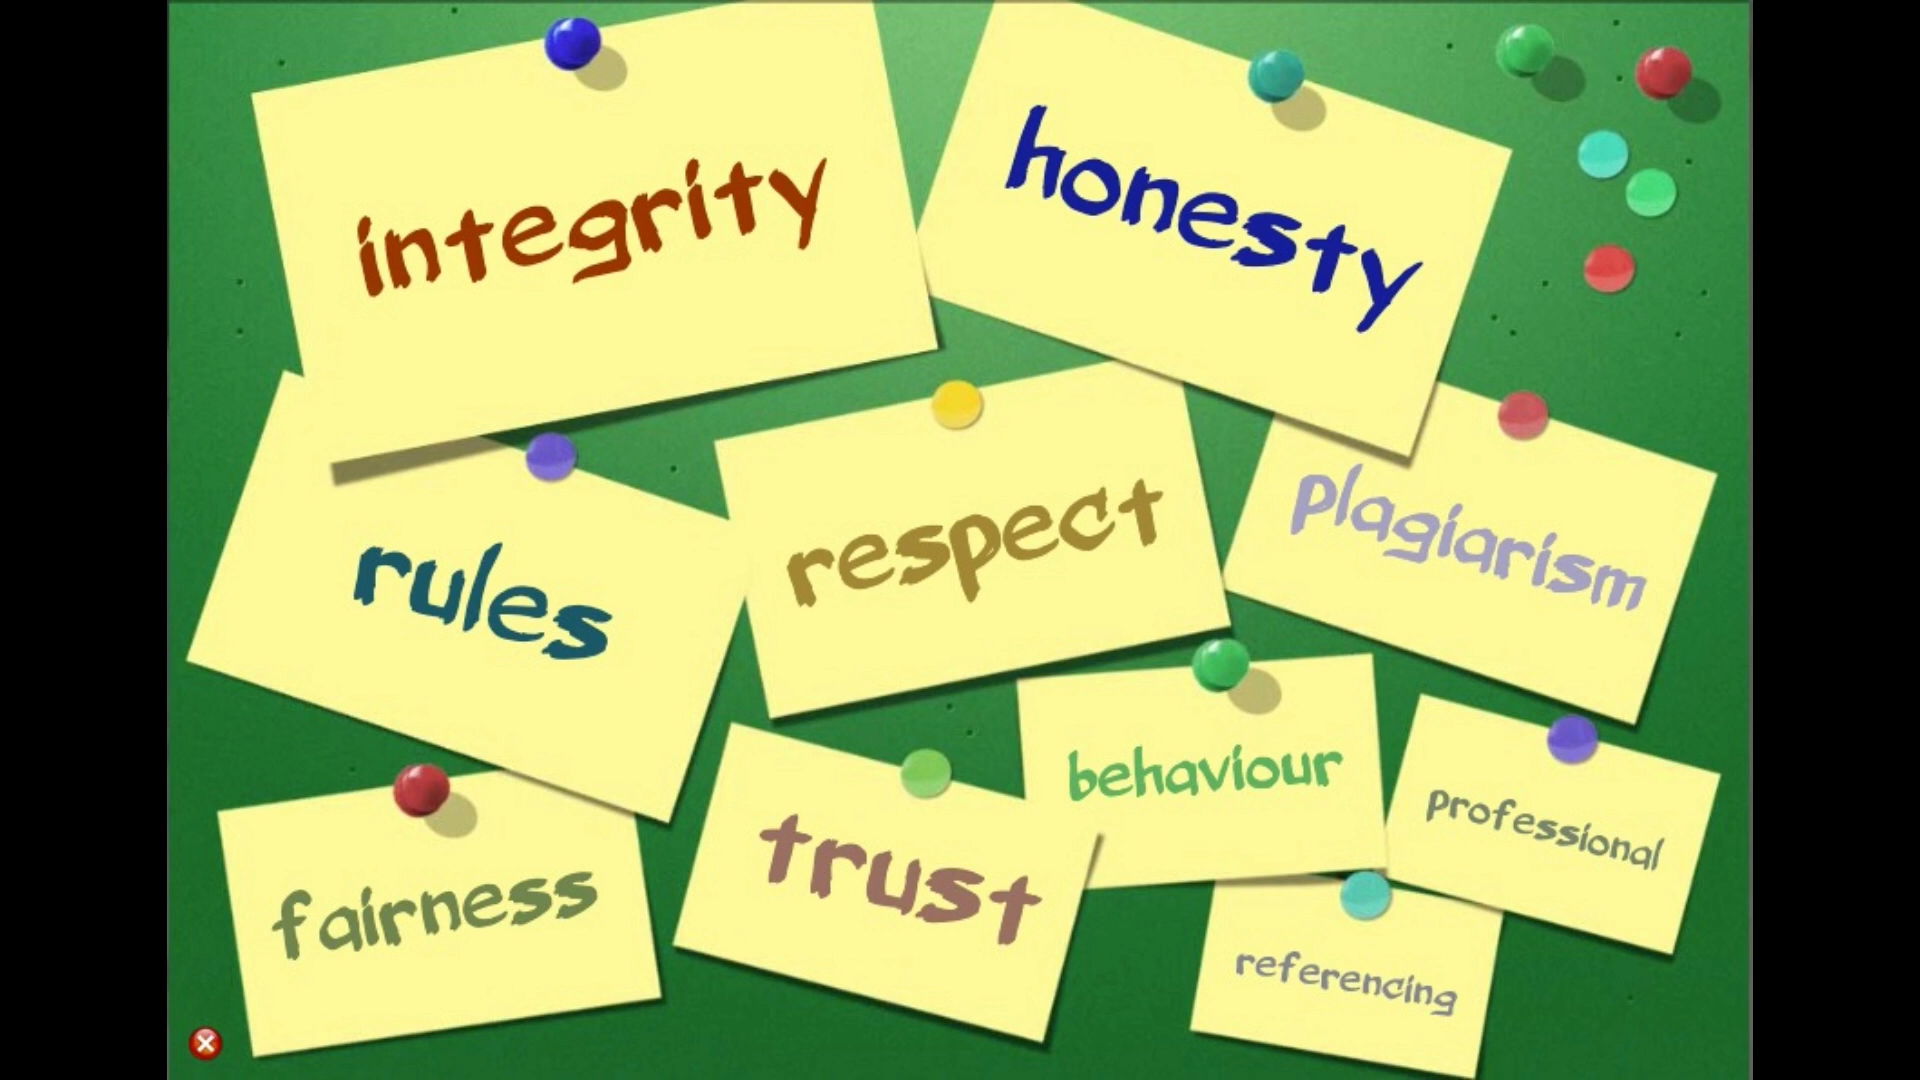 integrity
honesty
rules
respect
plagiarism
behaviour
professional
fairness
trust
referencing